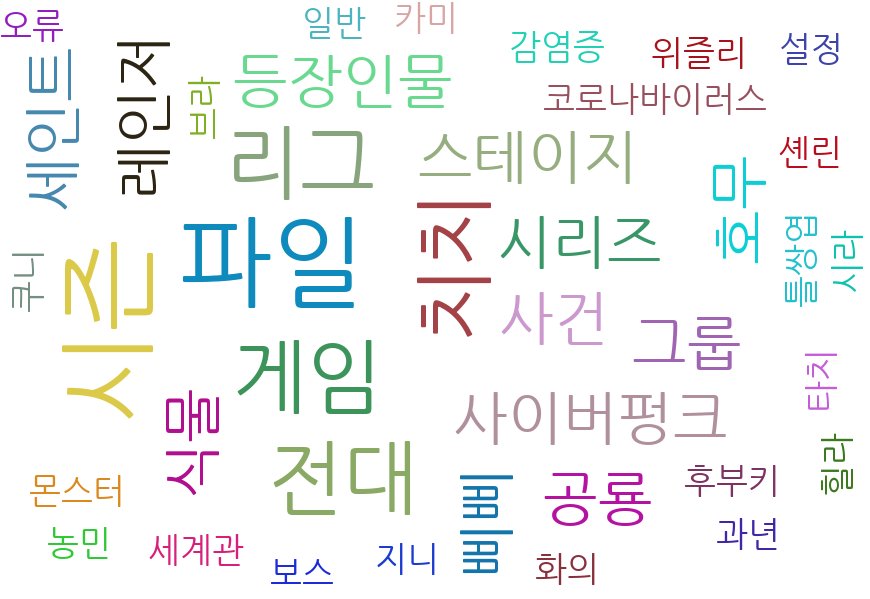 오류
일반
카미
감염증
위즐리
설정
세인트
레인저
브라
등장인물
코로나바이러스
리그
스테이지
호무
셴린
쿠니
시즌
파일
치치
시리즈
틀쌍엽
시라
사건
그룹
게임
식물
사이버펑크
타치
전대
몬스터
삐삐
공룡
후부키
힐라
농민
세계관
보스
지니
화의
과년